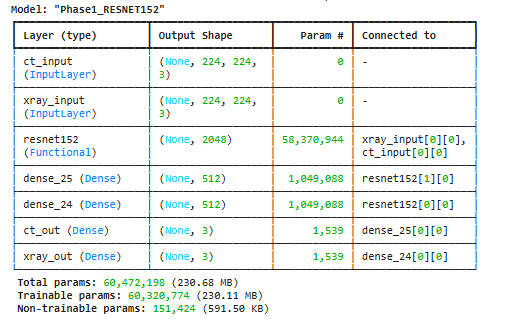 Model: "Phase1_RESNET152"
Layer (type) Output Shape Param # Connected to
ct_input (None, 224, 224, 0 -
(InputLayer) 3)
xray_input (None, 224, 224, 0 -
(InputLayer) 3)
resnet152 (None, 2048) 58,370,944 xray_input[0][0],
(Functional) ct_input[0][0]
dense_25 (Dense) (None, 512) 1,049,088 resnet152[1][0]
dense_24 (Dense) (None, 512) 1,049,088 resnet152[0][0]
ct_out (Dense) (None, 3) 1,539 dense_25[0][0]
xray_out (Dense) (None, 3) 1,539 dense_24[0][0]
Total params: 60,472,198 (230.68 MB)
Trainable params: 60,320,774 (230.11 MB)
Non-trainable params: 151,424 (591.50 KB)